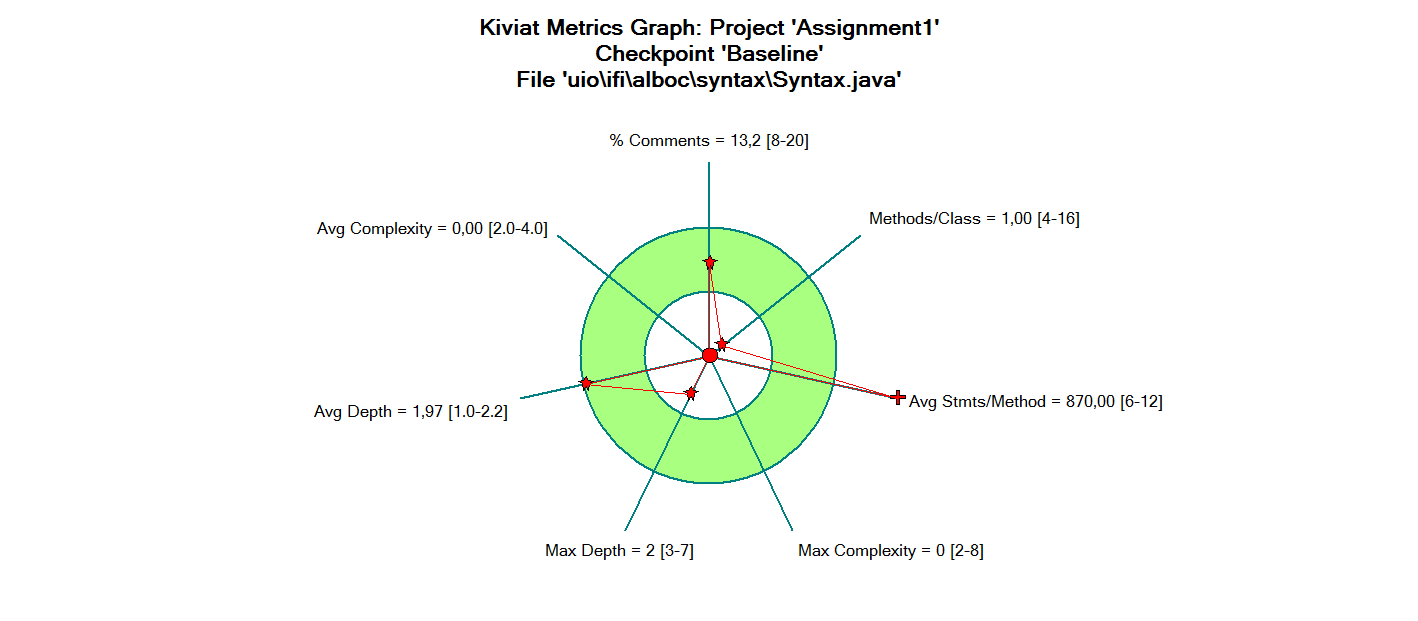 Kiviat Metrics Graph: Project 'Assignment1'
Checkpoint 'Baseline'
File 'uio\ifi\alboc\syntax\Syntax.java'
% Comments = 13,2 [8-20]
Methods/Class = 1,00 [4-16]
Avg Complexity = 0,00 [2.0-4.0]
Avg Stmts/Method = 870,00 [6-12]
Avg Depth = 1,97 [1.0-2.2]
Max Depth = 2 [3-7]
Max Complexity = 0 [2-8]